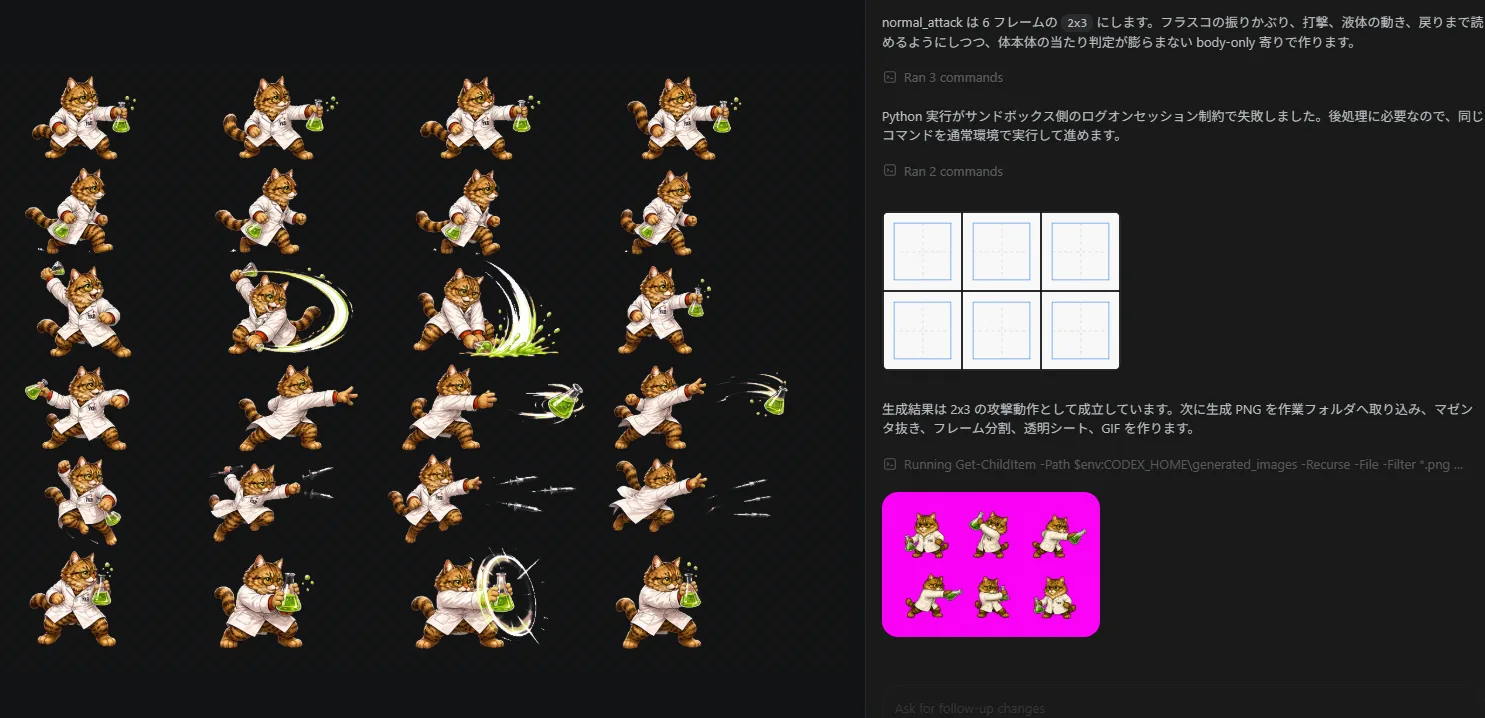 normal_attack は 6 フレームの 2x3 にします。フラスコの振りかぶり、打撃、液体の動き、戻りまで読
めるようにしつつ、体本体の当たり判定が膨らまない body-only 寄りで作ります。
Ran 3 commands
Python 実行がサンドボックス側のログオンセッション制約で失敗しました。後処理に必要なので、同じ
コマンドを通常環境で実行して進めます。
Ran 2 commands
生成結果は 2x3 の攻撃動作として成立しています。次に生成 PNG を作業フォルダへ取り込み、マゼン
タ抜き、フレーム分割、透明シート、GIF を作ります。
Running Get-ChildItem -Path $env:CODEX_HOME\generated_images -Recurse -File -Filter *.png ...
Ask for follow-up changes